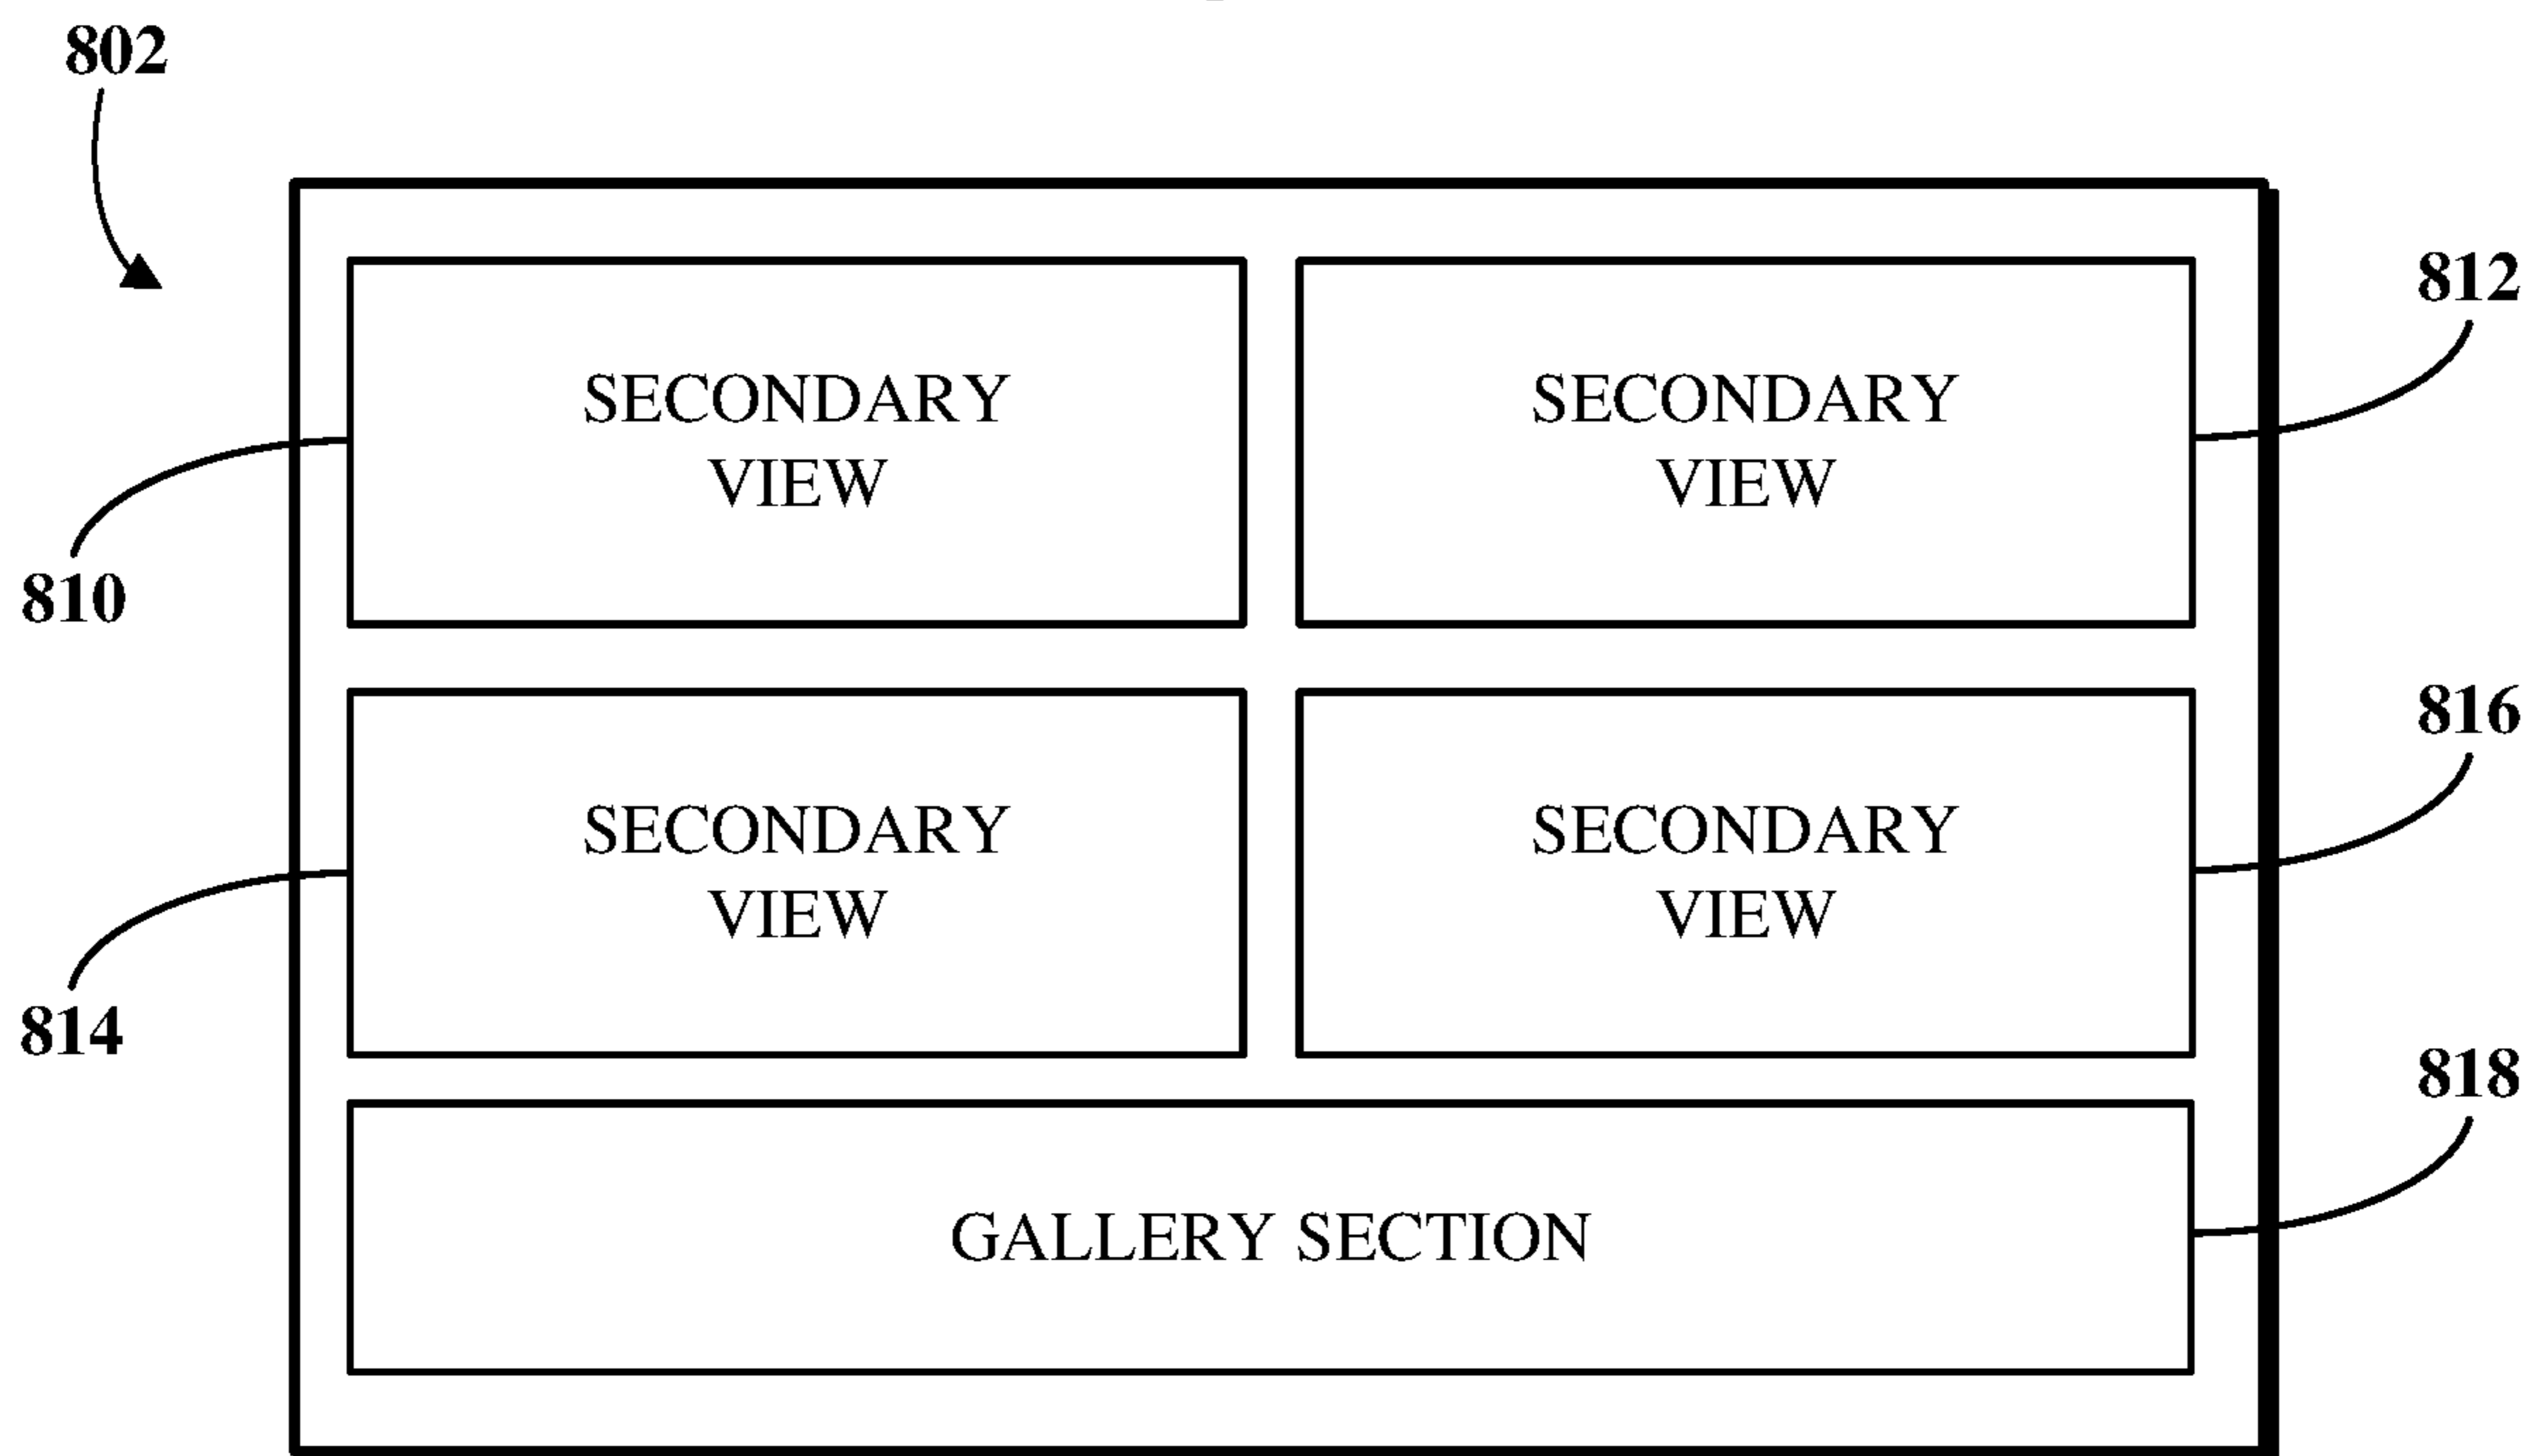 802
812
SECONDARY
VIEW
SECONDARY
VIEW
810
816
SECONDARY
VIEW
SECONDARY
VIEW
814
818
GALLERY SECTION